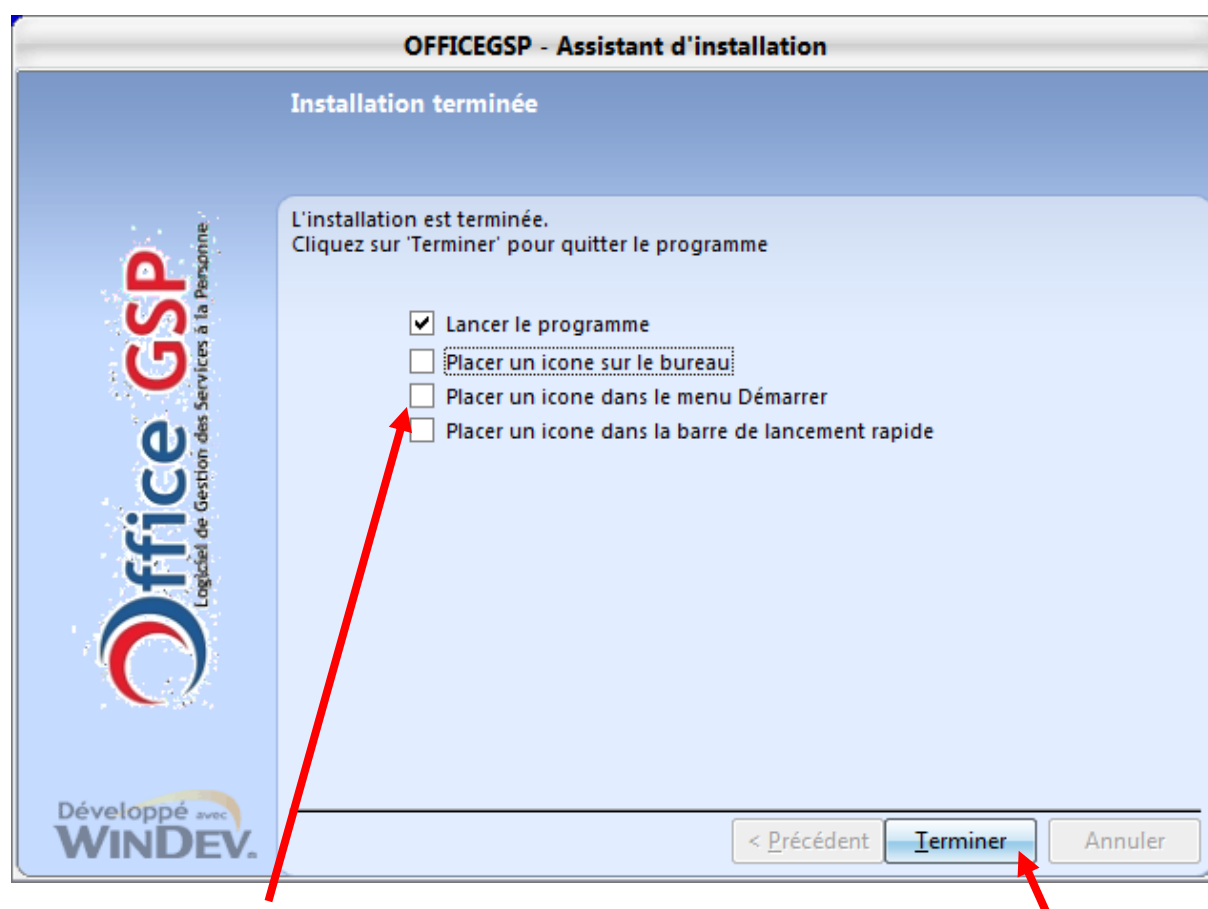 OFFICEGSP - Assistant d'installation
Installation terminée
L'installation est terminée.
Cliquez sur 'Terminer' pour quitter le programme
Lancer le programme
Placer un icone sur le bureau
Placer un icone dans le menu Démarrer
Placer un icone dans la barre de lancement rapide
Office GSP
Logiciel de Gestion des Services à la Personne
Développé avec
WINDEV.
< Précédent
Terminer
Annuler